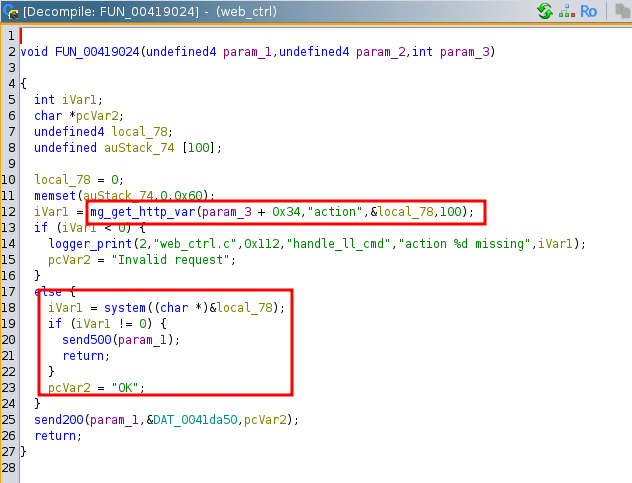 [Decompile: FUN_00419024] - (web_ctrl)
Ro
1
2 void FUN_00419024(undefined4 param_1,undefined4 param_2,int param_3)
3
4 {
5 int iVar1;
6 char *pcVar2;
7 undefined4 local_78;
8 undefined auStack_74 [100];
9
10 local_78 = 0;
11 memset(auStack_74,0,0x60);
12 iVar1 = mg_get_http_var(param_3 + 0x34,"action",&local_78,100);
13 if (iVar1 < 0) {
14 logger_print(2,"web_ctrl.c",0x112,"handle_ll_cmd","action %d missing",iVar1);
15 pcVar2 = "Invalid request";
16 }
17 else {
18 iVar1 = system((char *)&local_78);
19 if (iVar1 != 0) {
20 send500(param_1);
21 return;
22 }
23 pcVar2 = "OK";
24 }
25 send200(param_1,&DAT_0041da50,pcVar2);
26 return;
27 }
28